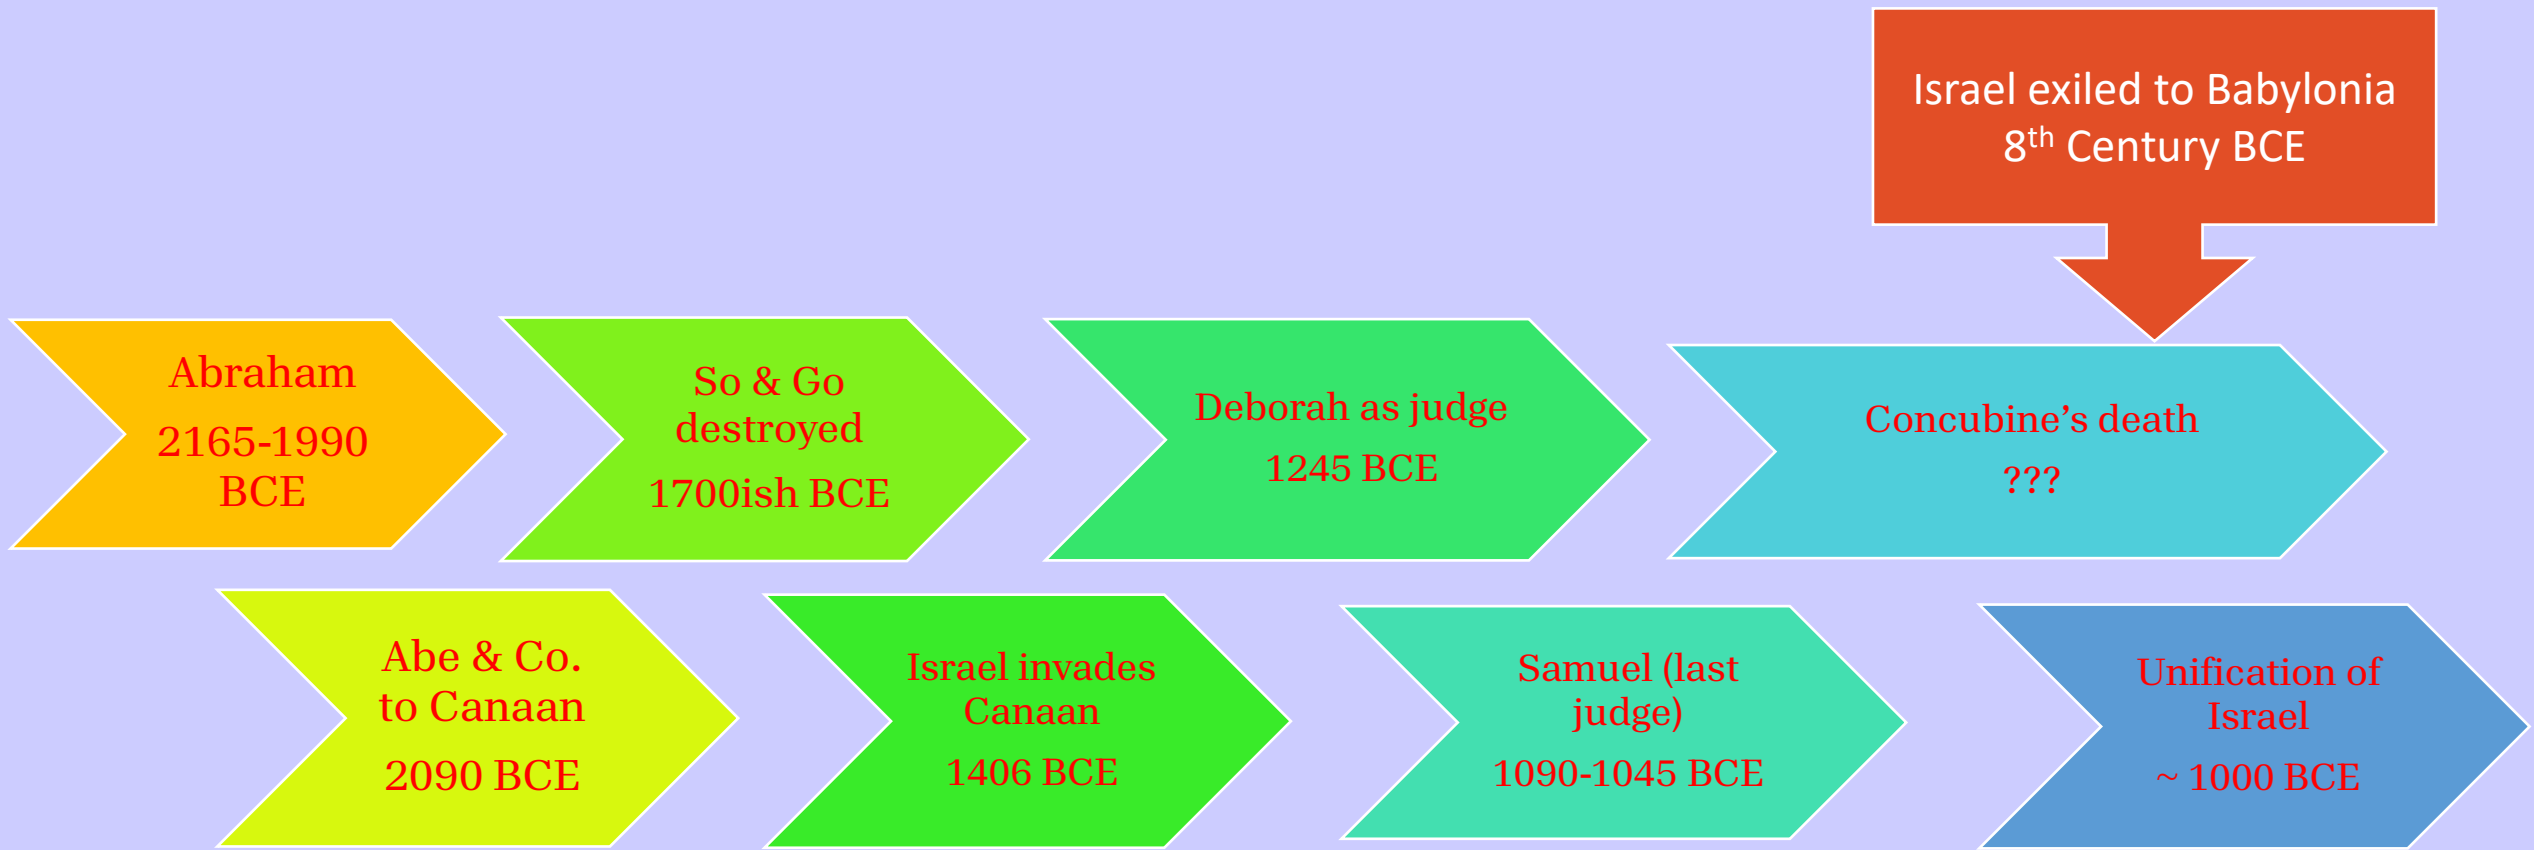 Israel exiled to Babylonia
8th Century BCE
Abraham
2165-1990
BCE
So & Go
destroyed
1700ish BCE
Deborah as judge
1245 BCE
Concubine’s death
???
Abe & Co.
to Canaan
2090 BCE
Israel invades
Canaan
1406 BCE
Samuel (last
judge)
1090-1045 BCE
Unification of
Israel
~ 1000 BCE